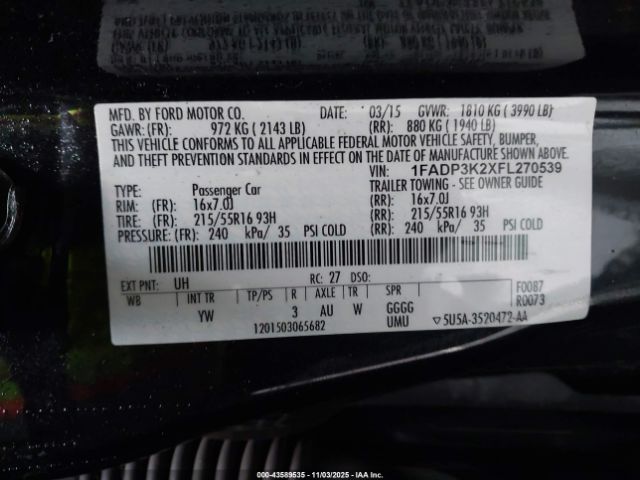 MFD. BY FORD MOTOR CO. DATE: 03/15 GVWR: 1810 KG ( 3990 LB)
GAWR: (FR): 972 KG ( 2143 LB) (RR): 880 KG ( 1940 LB)
THIS VEHICLE CONFORMS TO ALL APPLICABLE FEDERAL MOTOR VEHICLE SAFETY, BUMPER,
AND THEFT PREVENTION STANDARDS IN EFFECT ON THE DATE OF MANUFACTURE SHOWN ABOVE.
VIN: 1FADP3K2XFL270539
TYPE: Passenger Car TRAILER TOWING - SEE OWNER GUIDE
RIM: (FR): 16x7.0J (RR): 16x7.0J
TIRE: (FR): 215/55R16 93H (RR): 215/55R16 93H
PRESSURE: (FR): 240 kPa/ 35 PSI COLD (RR): 240 kPa/ 35 PSI COLD
EXT PNT: UH RC: 27 DSO: F0087
WB INT TR TP/PS R AXLE TR SPR R0073
YW 3 AU W GGGG
UMU
1201503065682 ▽ 5U5A-3520472-AA
000-43589535 - 11/03/2025 - IAA Inc.